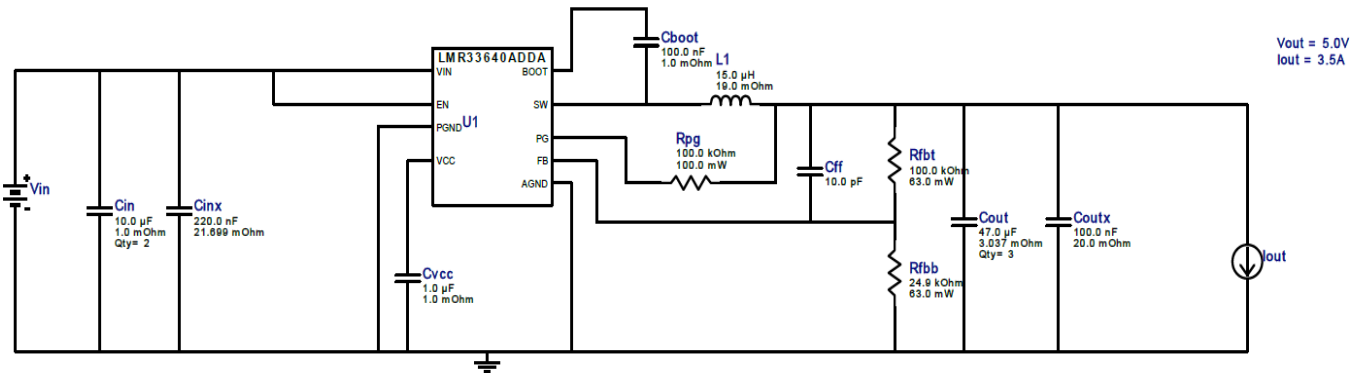 Vout = 5.0V
Iout = 3.5A
Cboot
100.0 nF
1.0 mOhm
L1
15.0 µH
19.0 mOhm
LMR33640ADDA
VIN
BOOT
EN
SW
PGND
U1
PG
VCC
FB
AGND
Rpg
100.0 kOhm
100.0 mW
Cff
10.0 pF
Rfbt
100.0 kOhm
63.0 mW
Vin
+
-
Cin
10.0 µF
1.0 mOhm
Qty= 2
Cinx
220.0 nF
21.699 mOhm
Cvcc
1.0 µF
1.0 mOhm
Rfbb
24.9 kOhm
63.0 mW
Cout
47.0 µF
3.037 mOhm
Qty= 3
Coutx
100.0 nF
20.0 mOhm
Iout